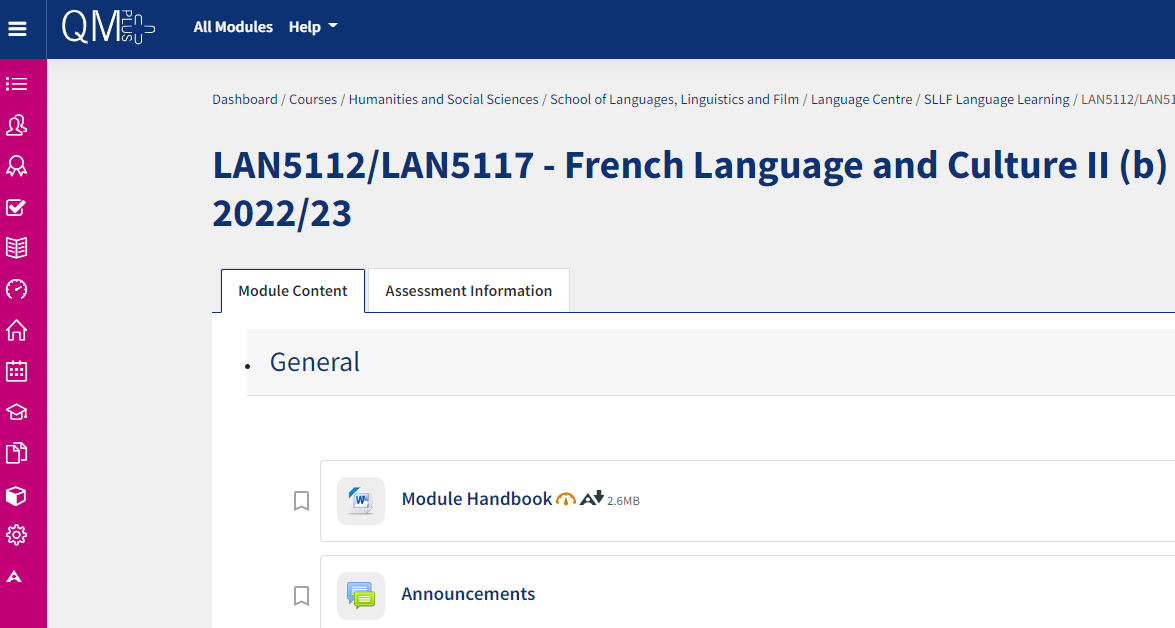 QM PLUS
All Modules Help
Dashboard / Courses / Humanities and Social Sciences / School of Languages, Linguistics and Film / Language Centre / SLLF Language Learning / LAN5112/LAN51
LAN5112/LAN5117 - French Language and Culture II (b)
2022/23
Module Content Assessment Information
General
Module Handbook 2.6MB
Announcements